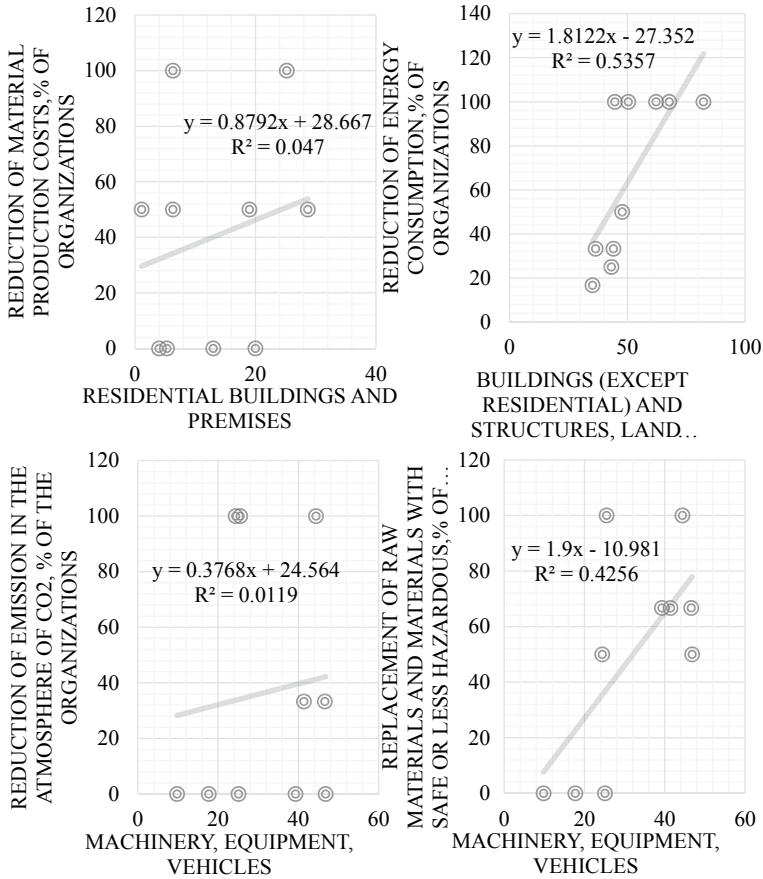 REDUCTION OF MATERIAL
PRODUCTION COSTS,% OF
ORGANIZATIONS
120
100
80
60
40
20
0
y = 0.8792x + 28.667
R² = 0.047
0
20
40
RESIDENTIAL BUILDINGS AND
PREMISES
REDUCTION OF ENERGY
CONSUMPTION,% OF
ORGANIZATIONS
140
120
100
80
60
40
20
0
y = 1.8122x - 27.352
R² = 0.5357
0
50
100
BUILDINGS (EXCEPT
RESIDENTIAL) AND
STRUCTURES, LAND…
REDUCTION OF EMISSION IN THE
ATMOSPHERE OF CO2, % OF THE
ORGANIZATIONS
120
100
80
60
40
20
0
y = 0.3768x + 24.564
R² = 0.0119
0
20
40
60
MACHINERY, EQUIPMENT,
VEHICLES
REPLACEMENT OF RAW
MATERIALS AND MATERIALS WITH
SAFE OR LESS HAZARDOUS,% OF…
120
100
80
60
40
20
0
y = 1.9x - 10.981
R² = 0.4256
0
20
40
60
MACHINERY, EQUIPMENT,
VEHICLES